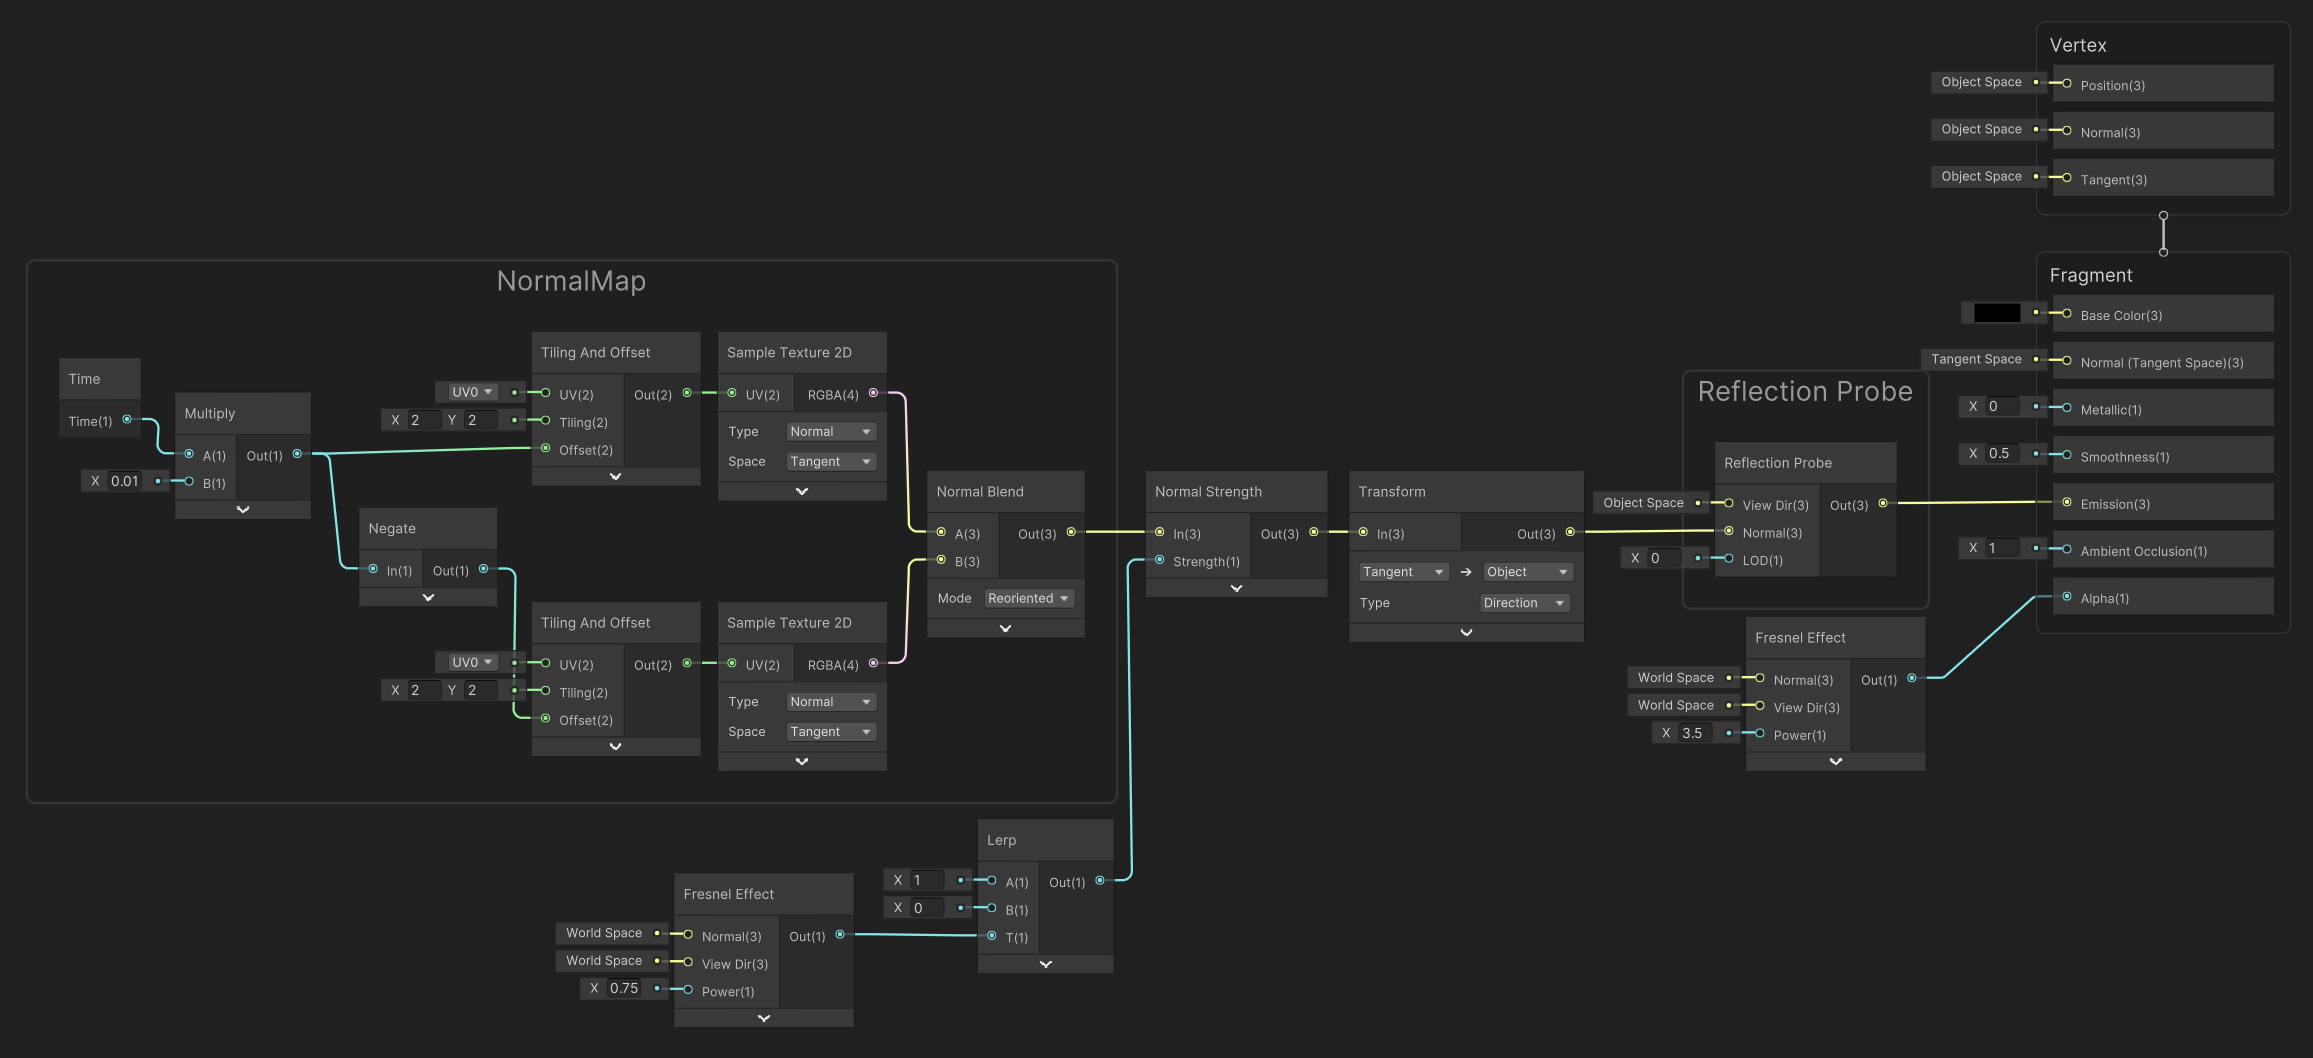 Vertex
Object Space
Position(3)
Object Space
Normal(3)
Object Space
Tangent(3)
Fragment
Base Color(3)
Tangent Space
Normal (Tangent Space)(3)
X 0
Metallic(1)
X 0.5
Smoothness(1)
Emission(3)
X 1
Ambient Occlusion(1)
Alpha(1)
NormalMap
Time
Time(1)
Multiply
A(1) Out(1)
X 0.01
B(1)
Negate
In(1) Out(1)
Tiling And Offset
UV0
UV(2) Out(2)
X 2 Y 2
Tiling(2)
Offset(2)
Sample Texture 2D
UV(2) RGBA(4)
Type Normal
Space Tangent
Tiling And Offset
UV0
UV(2) Out(2)
X 2 Y 2
Tiling(2)
Offset(2)
Sample Texture 2D
UV(2) RGBA(4)
Type Normal
Space Tangent
Normal Blend
A(3) Out(3)
B(3)
Mode Reoriented
Normal Strength
In(3) Out(3)
Strength(1)
Transform
In(3) Out(3)
Tangent → Object
Type Direction
Reflection Probe
Reflection Probe
Object Space
View Dir(3) Out(3)
Normal(3)
X 0
LOD(1)
Fresnel Effect
World Space
Normal(3) Out(1)
World Space
View Dir(3)
X 3.5
Power(1)
Lerp
X 1
A(1) Out(1)
X 0
B(1)
T(1)
Fresnel Effect
World Space
Normal(3) Out(1)
World Space
View Dir(3)
X 0.75
Power(1)